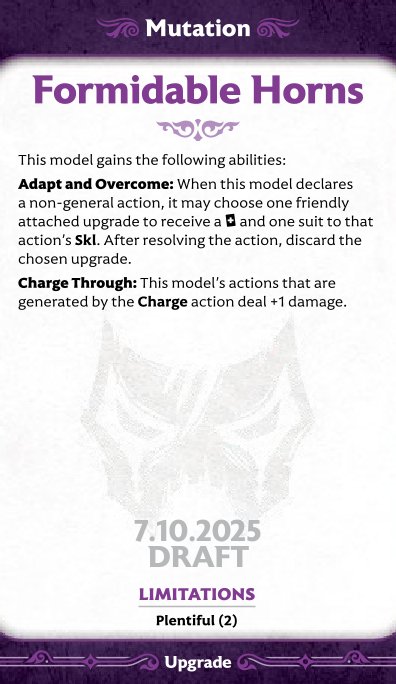 Mutation
Formidable Horns
This model gains the following abilities:
Adapt and Overcome: When this model declares
a non-general action, it may choose one friendly
attached upgrade to receive a and one suit to that
action's Skl. After resolving the action, discard the
chosen upgrade.
Charge Through: This model's actions that are
generated by the Charge action deal +1 damage.
7.10.2025
DRAFT
LIMITATIONS
Plentiful (2)
Upgrade